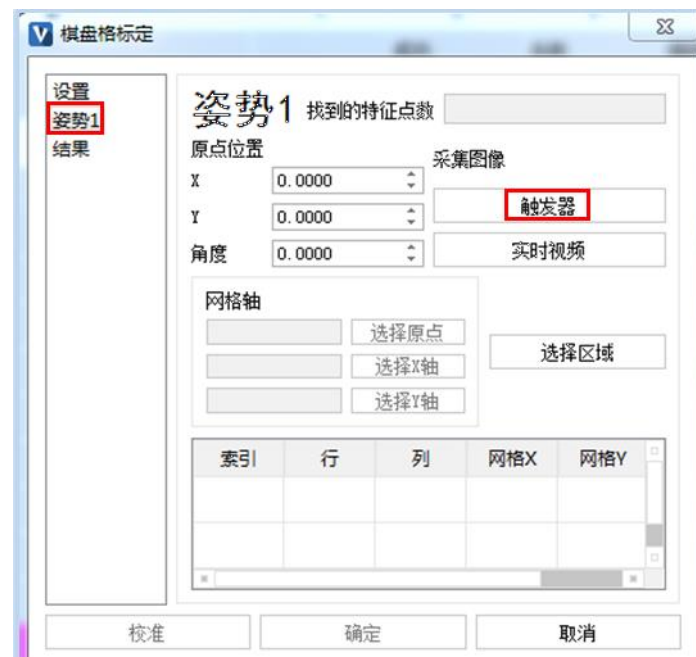 V 棋盘格标定
设置
姿势1
结果
姿势1 找到的特征点数
原点位置
采集图像
X 0.0000
Y 0.0000
角度 0.0000
触发器
实时视频
网格轴
选择原点
选择X轴
选择Y轴
选择区域
索引 行 列 网格X 网格Y
校准 确定 取消